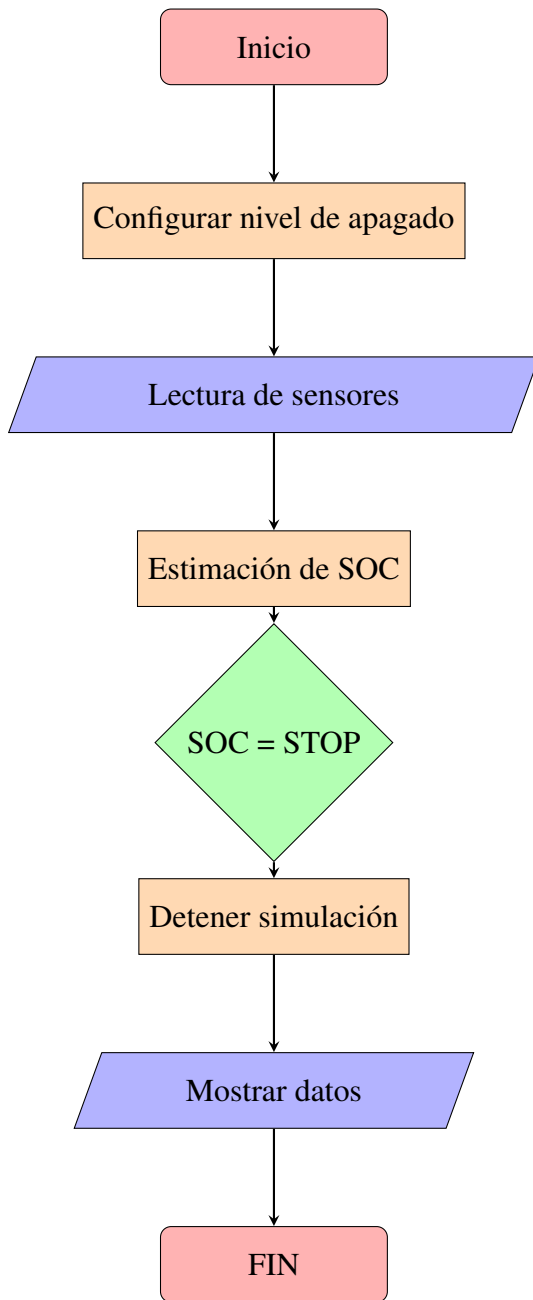 Inicio
Configurar nivel de apagado
Lectura de sensores
Estimación de SOC
SOC = STOP
Detener simulación
Mostrar datos
FIN